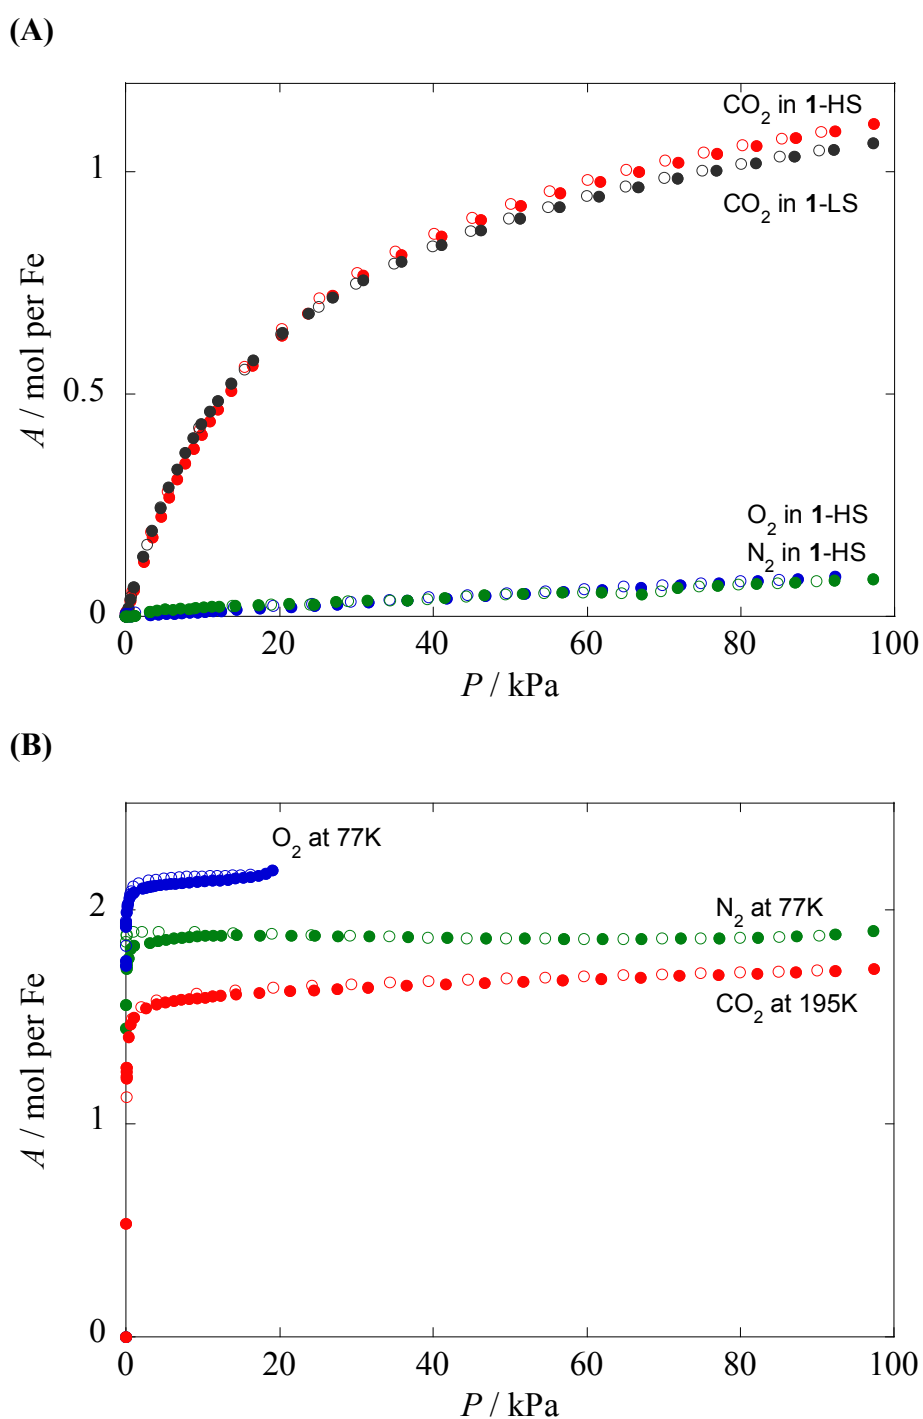 (A)
CO₂ in 1-HS
1
CO₂ in 1-LS
A / mol per Fe
0.5
O₂ in 1-HS
N₂ in 1-HS
0
0 20 40 60 80 100
P / kPa
(B)
O₂ at 77K
2
N₂ at 77K
CO₂ at 195K
A / mol per Fe
1
0
0 20 40 60 80 100
P / kPa